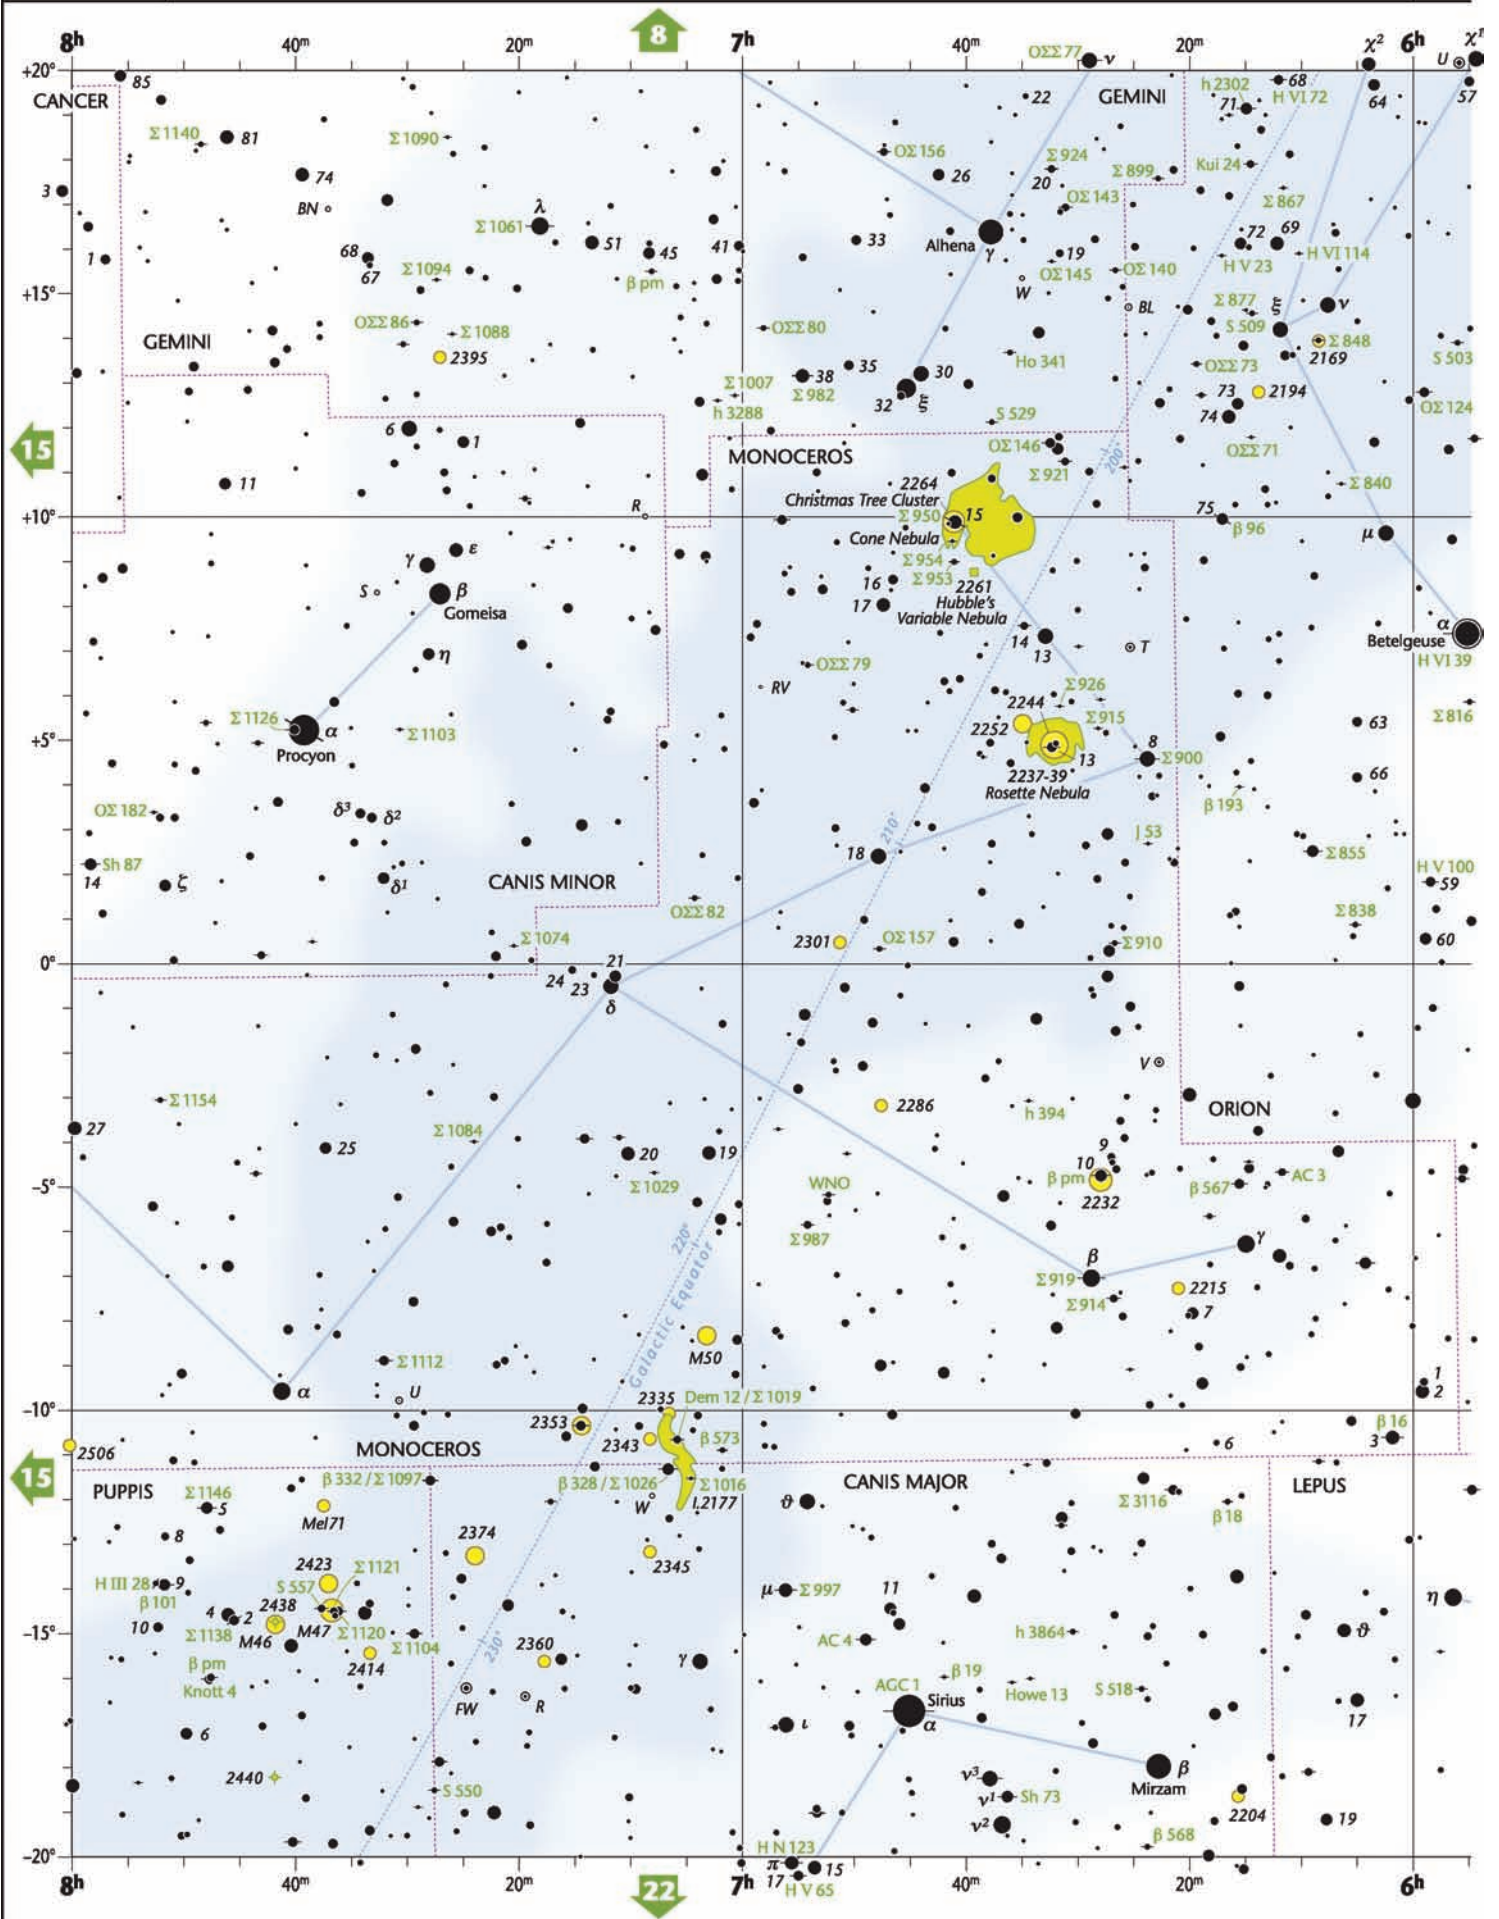 8
8h 40m 20m 7h 40m 20m 6h
+20° 85 ΟΣΣ 77 ν χ² U χ¹
CANCER 22 GEMINI h 2302 68 H VI 72 64 57
71
Σ 1140 81 Σ 1090 ΟΣ 156 Σ 924 Σ 899 Kui 24
3 74 BN 26 20 ΟΣ 143 Σ 867
λ Σ 1061 51 45 41 33 Alhena γ 19 72 69
1 68 67 Σ 1094 β pm ΟΣ 145 ΟΣ 140 H V 23 H VI 114
+15° W BL Σ 877 ξ ν
ΟΣΣ 86 Σ 1088 ΟΣΣ 80 S 509 Σ 848
GEMINI 2395 Ho 341 2169 S 503
35 30 ΟΣΣ 73
Σ 1007 38 Σ 982 32 ξ 73 2194
h 3288 S 529 74 ΟΣ 124
6 1 ΟΣ 146 ΟΣΣ 71
15 MONOCEROS Σ 921 200°
11 2264 Σ 840
Christmas Tree Cluster
+10° R Σ 950 15 75 β 96
Cone Nebula μ
γ ε Σ 954
S β 16 Σ 953 2261
Gomeisa 17 Hubble's
Variable Nebula α
14 13 T Betelgeuse
η ΟΣΣ 79 H VI 39
RV Σ 926
Σ 1126 α Σ 1103 2244 Σ 915 63 Σ 816
+5° Procyon 2252 13 8 Σ 900
2237-39 66
Rosette Nebula β 193
ΟΣ 182 δ³ δ² 210° J 53
Sh 87 18 Σ 855 H V 100
14 ζ δ¹ CANIS MINOR 59
ΟΣΣ 82 Σ 838
Σ 1074 2301 ΟΣ 157 Σ 910 60
0° 24 23 21
δ
V
Σ 1154 2286 h 394 ORION
27 25 Σ 1084 20 19 9
10
−5° Σ 1029 WNO β pm 2232 β 567 AC 3
Σ 987
220° β γ
Σ 919 Σ 914 2215 7
Galactic Equator
M50
Σ 1112
α U 1
2
−10° 2353 2335 Dem 12 / Σ 1019 β 16
2506 MONOCEROS 2343 β 573 6 3
15 β 332 / Σ 1097 β 328 / Σ 1026 Σ 1016 CANIS MAJOR LEPUS
PUPPIS Σ 1146 5 W I.2177 ϑ Σ 3116 β 18
Mel71
8 2374 2345
2423 Σ 1121
H III 28 9 S 557 μ Σ 997 11 η
β 101 2438
4 2
10 M46 M47 Σ 1120 ϑ
−15° Σ 1138 Σ 1104 AC 4 h 3864
2414 2360 230° γ
β pm β 19
Knott 4 FW R AGC 1 Sirius Howe 13 S 518
6 ι α 17
2440 ν³ β
Mirzam
S 550 ν¹ Sh 73
ν² 2204 19
β 568
H N 123
−20° π 15
17 H V 65
8h 40m 20m 7h 40m 20m 6h
22